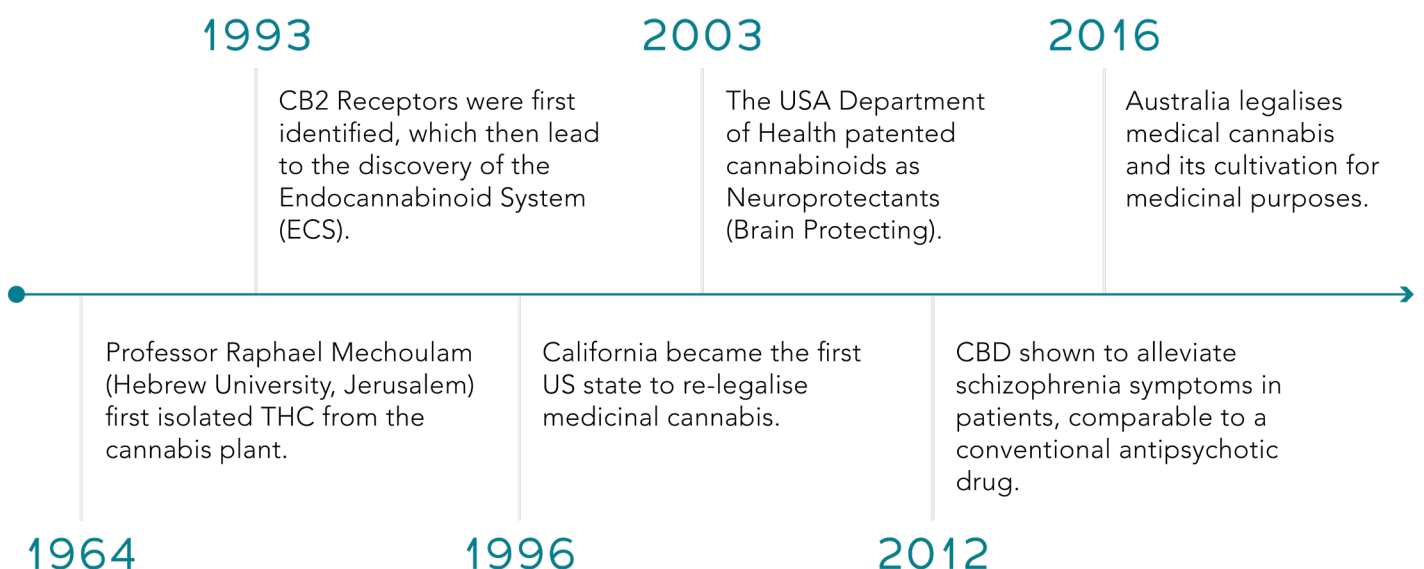 1993
CB2 Receptors were first
identified, which then lead
to the discovery of the
Endocannabinoid System
(ECS).
2003
The USA Department
of Health patented
cannabinoids as
Neuroprotectants
(Brain Protecting).
2016
Australia legalises
medical cannabis
and its cultivation for
medicinal purposes.
Professor Raphael Mechoulam
(Hebrew University, Jerusalem)
first isolated THC from the
cannabis plant.
1964
California became the first
US state to re-legalise
medicinal cannabis.
1996
CBD shown to alleviate
schizophrenia symptoms in
patients, comparable to a
conventional antipsychotic
drug.
2012